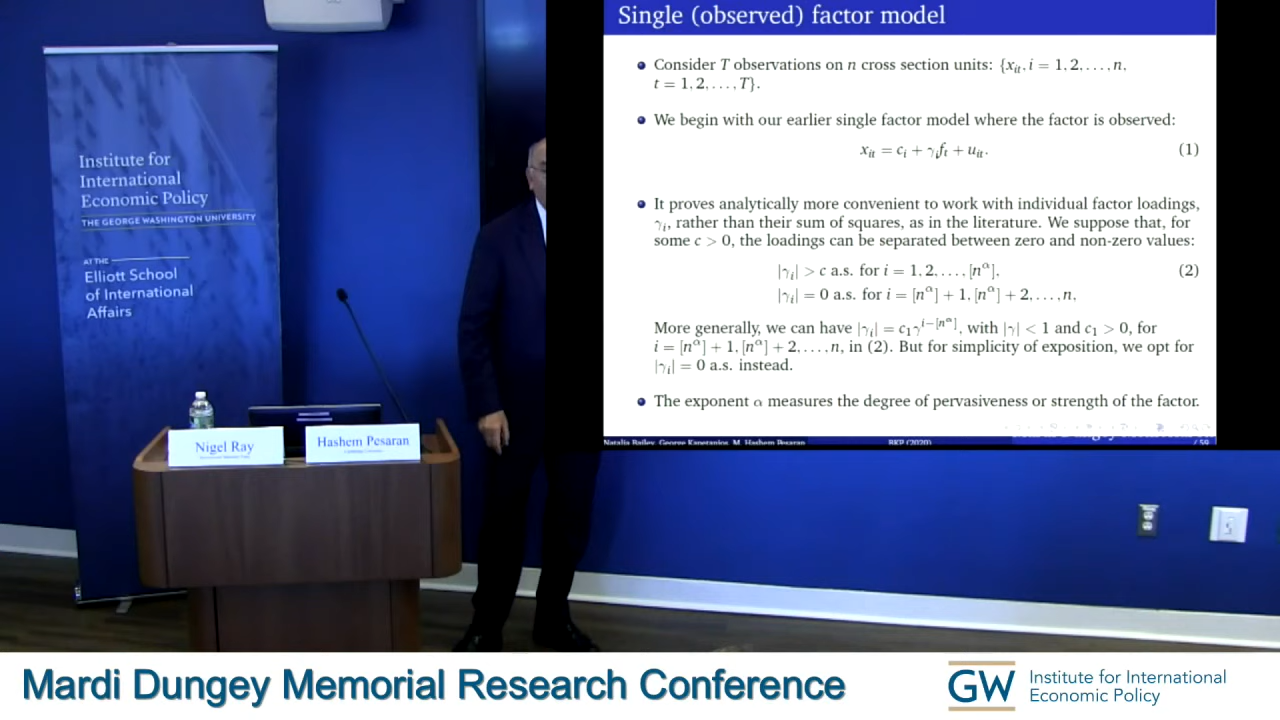 Institute for
International
Economic Policy
THE GEORGE WASHINGTON UNIVERSITY
AT THE
Elliott School
of International
Affairs
Nigel Ray
Hashem Pesaran
Single (observed) factor model
Consider T observations on n cross section units: {x_it, i = 1, 2, . . . , n,
t = 1, 2, . . . , T}.
We begin with our earlier single factor model where the factor is observed:
x_it = c_i + γ_i f_t + u_it. (1)
It proves analytically more convenient to work with individual factor loadings,
γ_i, rather than their sum of squares, as in the literature. We suppose that, for
some c > 0, the loadings can be separated between zero and non-zero values:
|γ_i| > c a.s. for i = 1, 2, . . . , [n^α], (2)
|γ_i| = 0 a.s. for i = [n^α] + 1, [n^α] + 2, . . . , n,
More generally, we can have |γ_i| = c_1γ^{i−[n^α]}, with |γ| < 1 and c_1 > 0, for
i = [n^α] + 1, [n^α] + 2, . . . , n, in (2). But for simplicity of exposition, we opt for
|γ_i| = 0 a.s. instead.
The exponent α measures the degree of pervasiveness or strength of the factor.
Natalia Bailey, George Kapetanios, M. Hashem Pesaran BKP (2020)
Mardi Dungey Memorial Research Conference
GW Institute for International
Economic Policy